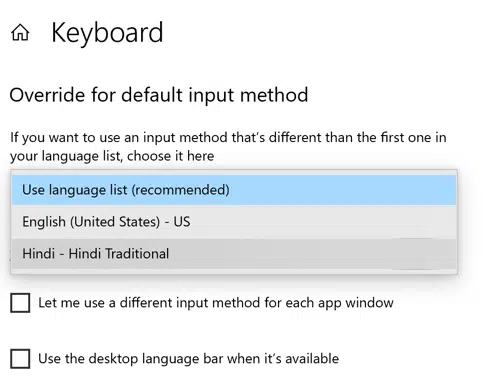 Keyboard
Override for default input method
If you want to use an input method that's different than the first one in
your language list, choose it here
Use language list (recommended)
English (United States) - US
Hindi - Hindi Traditional
Let me use a different input method for each app window
Use the desktop language bar when it's available